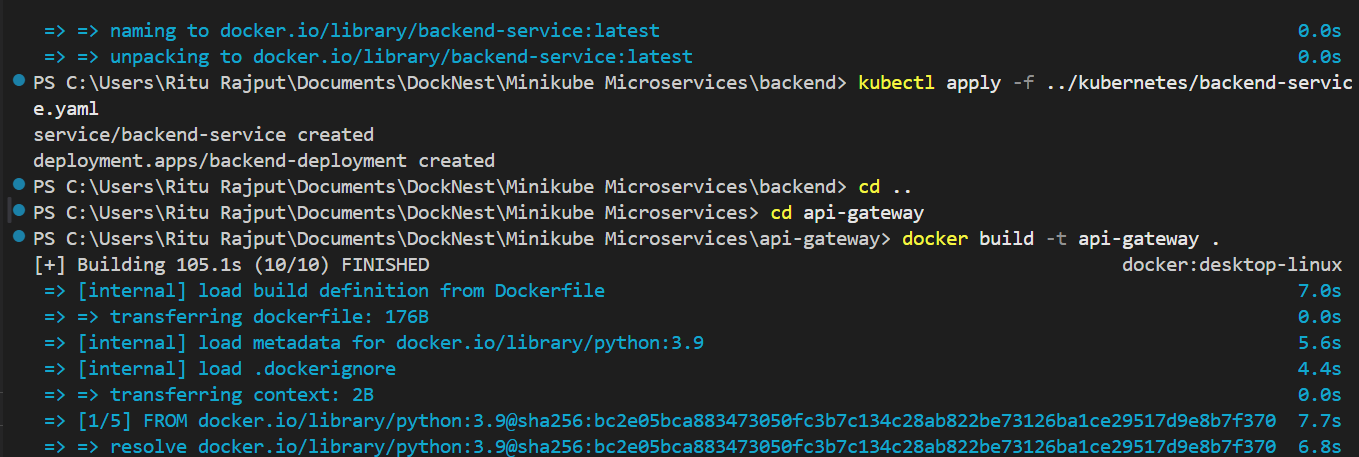 => => naming to docker.io/library/backend-service:latest 0.0s
=> => unpacking to docker.io/library/backend-service:latest 0.0s
PS C:\Users\Ritu Rajput\Documents\DockNest\Minikube Microservices\backend> kubectl apply -f ../kubernetes/backend-servic
e.yaml
service/backend-service created
deployment.apps/backend-deployment created
PS C:\Users\Ritu Rajput\Documents\DockNest\Minikube Microservices\backend> cd ..
PS C:\Users\Ritu Rajput\Documents\DockNest\Minikube Microservices> cd api-gateway
PS C:\Users\Ritu Rajput\Documents\DockNest\Minikube Microservices\api-gateway> docker build -t api-gateway .
[+] Building 105.1s (10/10) FINISHED docker:desktop-linux
=> [internal] load build definition from Dockerfile 7.0s
=> => transferring dockerfile: 176B 0.0s
=> [internal] load metadata for docker.io/library/python:3.9 5.6s
=> [internal] load .dockerignore 4.4s
=> => transferring context: 2B 0.0s
=> [1/5] FROM docker.io/library/python:3.9@sha256:bc2e05bca883473050fc3b7c134c28ab822be73126ba1ce29517d9e8b7f370 7.7s
=> => resolve docker.io/library/python:3.9@sha256:bc2e05bca883473050fc3b7c134c28ab822be73126ba1ce29517d9e8b7f370 6.8s